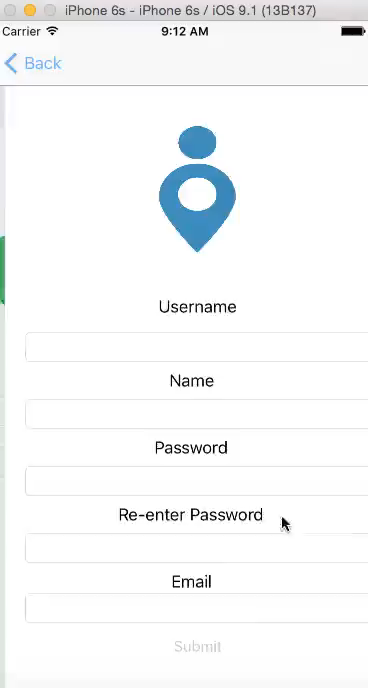 iPhone 6s - iPhone 6s / iOS 9.1 (13B137)
Carrier 9:12 AM
Back
Username
Name
Password
Re-enter Password
Email
Submit